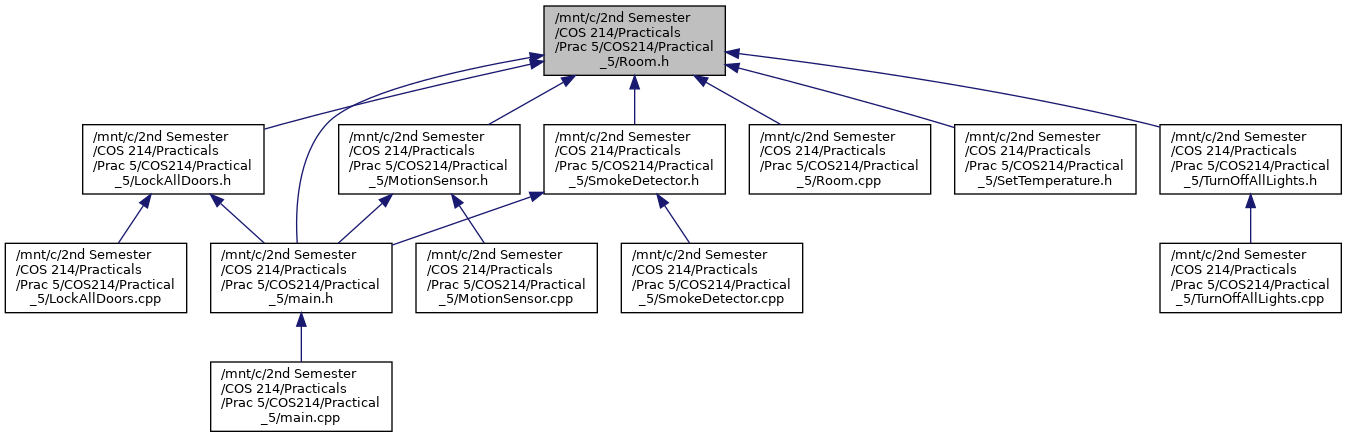 /mnt/c/2nd Semester
/COS 214/Practicals
/Prac 5/COS214/Practical
_5/Room.h
/mnt/c/2nd Semester
/COS 214/Practicals
/Prac 5/COS214/Practical
_5/LockAllDoors.h
/mnt/c/2nd Semester
/COS 214/Practicals
/Prac 5/COS214/Practical
_5/MotionSensor.h
/mnt/c/2nd Semester
/COS 214/Practicals
/Prac 5/COS214/Practical
_5/SmokeDetector.h
/mnt/c/2nd Semester
/COS 214/Practicals
/Prac 5/COS214/Practical
_5/Room.cpp
/mnt/c/2nd Semester
/COS 214/Practicals
/Prac 5/COS214/Practical
_5/SetTemperature.h
/mnt/c/2nd Semester
/COS 214/Practicals
/Prac 5/COS214/Practical
_5/TurnOffAllLights.h
/mnt/c/2nd Semester
/COS 214/Practicals
/Prac 5/COS214/Practical
_5/LockAllDoors.cpp
/mnt/c/2nd Semester
/COS 214/Practicals
/Prac 5/COS214/Practical
_5/main.h
/mnt/c/2nd Semester
/COS 214/Practicals
/Prac 5/COS214/Practical
_5/MotionSensor.cpp
/mnt/c/2nd Semester
/COS 214/Practicals
/Prac 5/COS214/Practical
_5/SmokeDetector.cpp
/mnt/c/2nd Semester
/COS 214/Practicals
/Prac 5/COS214/Practical
_5/TurnOffAllLights.cpp
/mnt/c/2nd Semester
/COS 214/Practicals
/Prac 5/COS214/Practical
_5/main.cpp